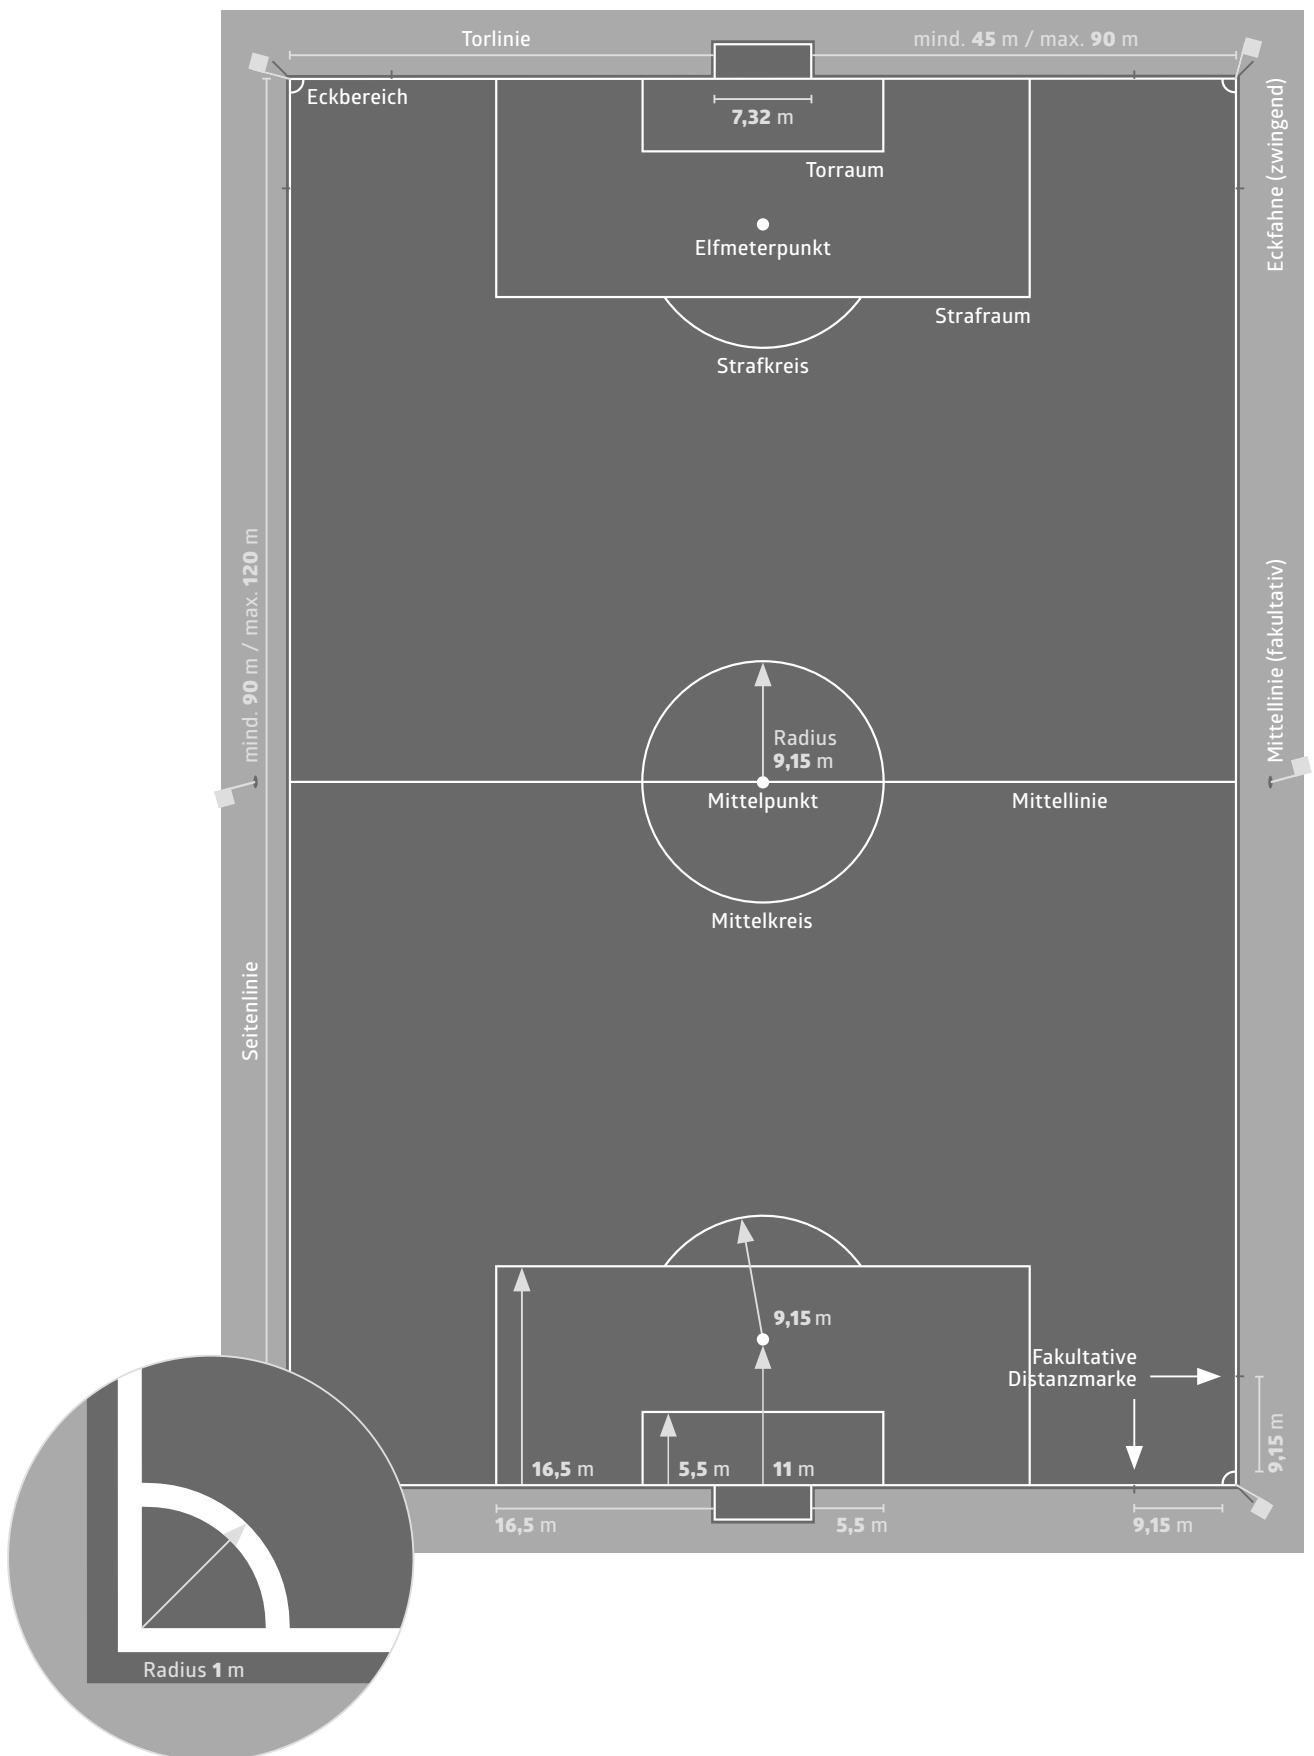 Torlinie
mind. 45 m / max. 90 m
Eckbereich
7,32 m
Torraum
Eckfahne (zwingend)
Elfmeterpunkt
Strafraum
Strafkreis
mind. 90 m / max. 120 m
Mittellinie (fakultativ)
Radius
9,15 m
Mittelpunkt
Mittellinie
Mittelkreis
Seitenlinie
9,15 m
Fakultative
Distanzmarke
9,15 m
16,5 m
5,5 m
11 m
16,5 m
5,5 m
9,15 m
Radius 1 m